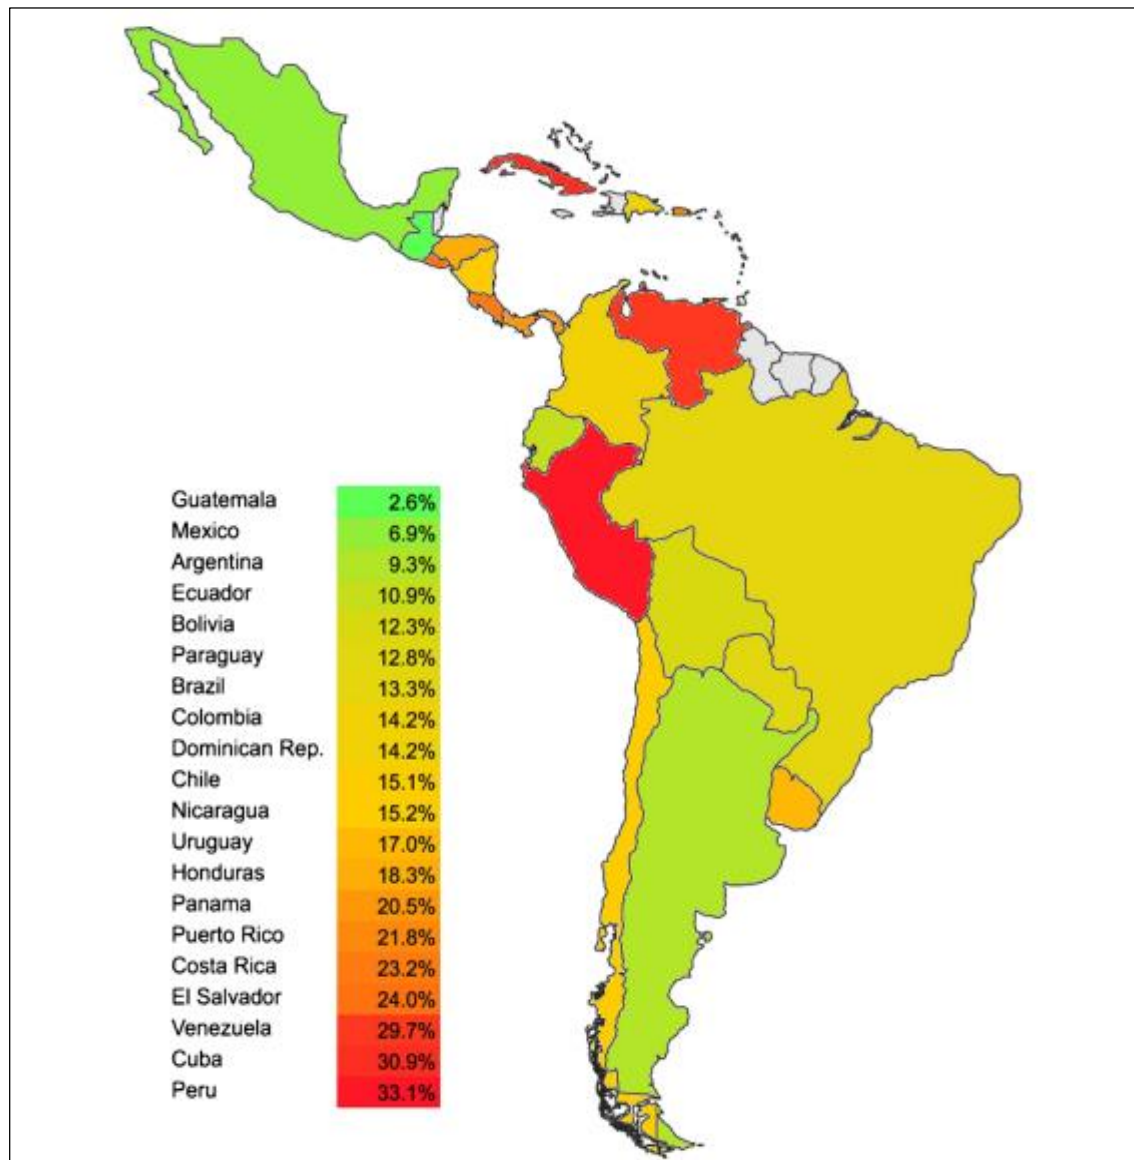 Guatemala 2.6%
Mexico 6.9%
Argentina 9.3%
Ecuador 10.9%
Bolivia 12.3%
Paraguay 12.8%
Brazil 13.3%
Colombia 14.2%
Dominican Rep. 14.2%
Chile 15.1%
Nicaragua 15.2%
Uruguay 17.0%
Honduras 18.3%
Panama 20.5%
Puerto Rico 21.8%
Costa Rica 23.2%
El Salvador 24.0%
Venezuela 29.7%
Cuba 30.9%
Peru 33.1%